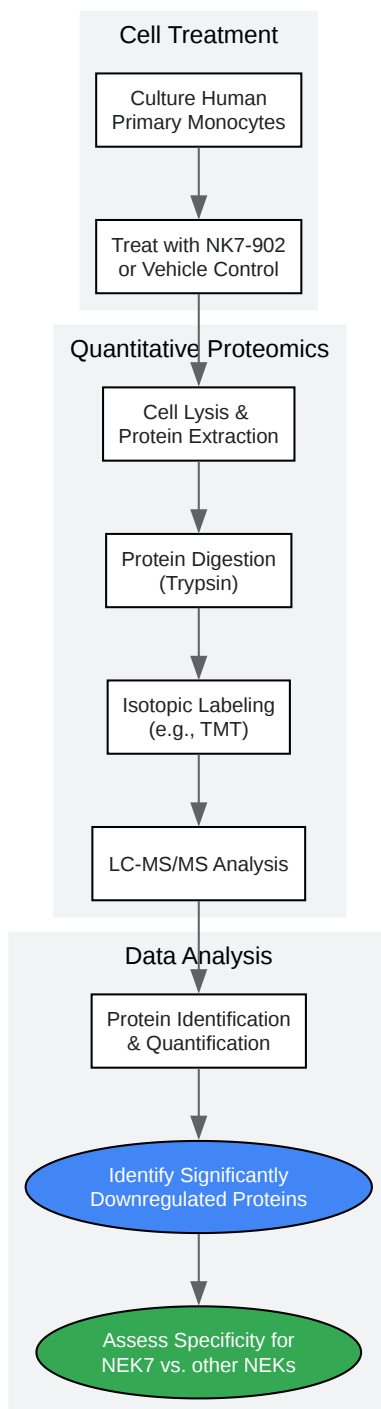 Cell Treatment
Culture Human
Primary Monocytes
Treat with NK7-902
or Vehicle Control
Quantitative Proteomics
Cell Lysis &
Protein Extraction
Protein Digestion
(Trypsin)
Isotopic Labeling
(e.g., TMT)
LC-MS/MS Analysis
Data Analysis
Protein Identification
& Quantification
Identify Significantly
Downregulated Proteins
Assess Specificity for
NEK7 vs. other NEKs